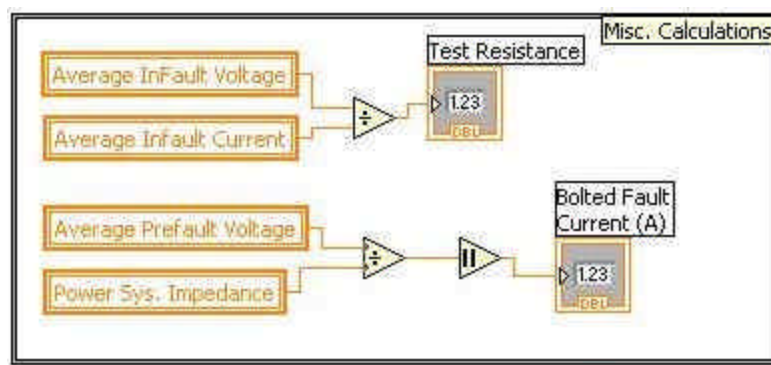 Misc. Calculations
Test Resistance
Average InFault Voltage
1.23
DBL
Average Infault Current
Bolted Fault
Current (A)
Average Prefault Voltage
1.23
DBL
Power Sys. Impedance